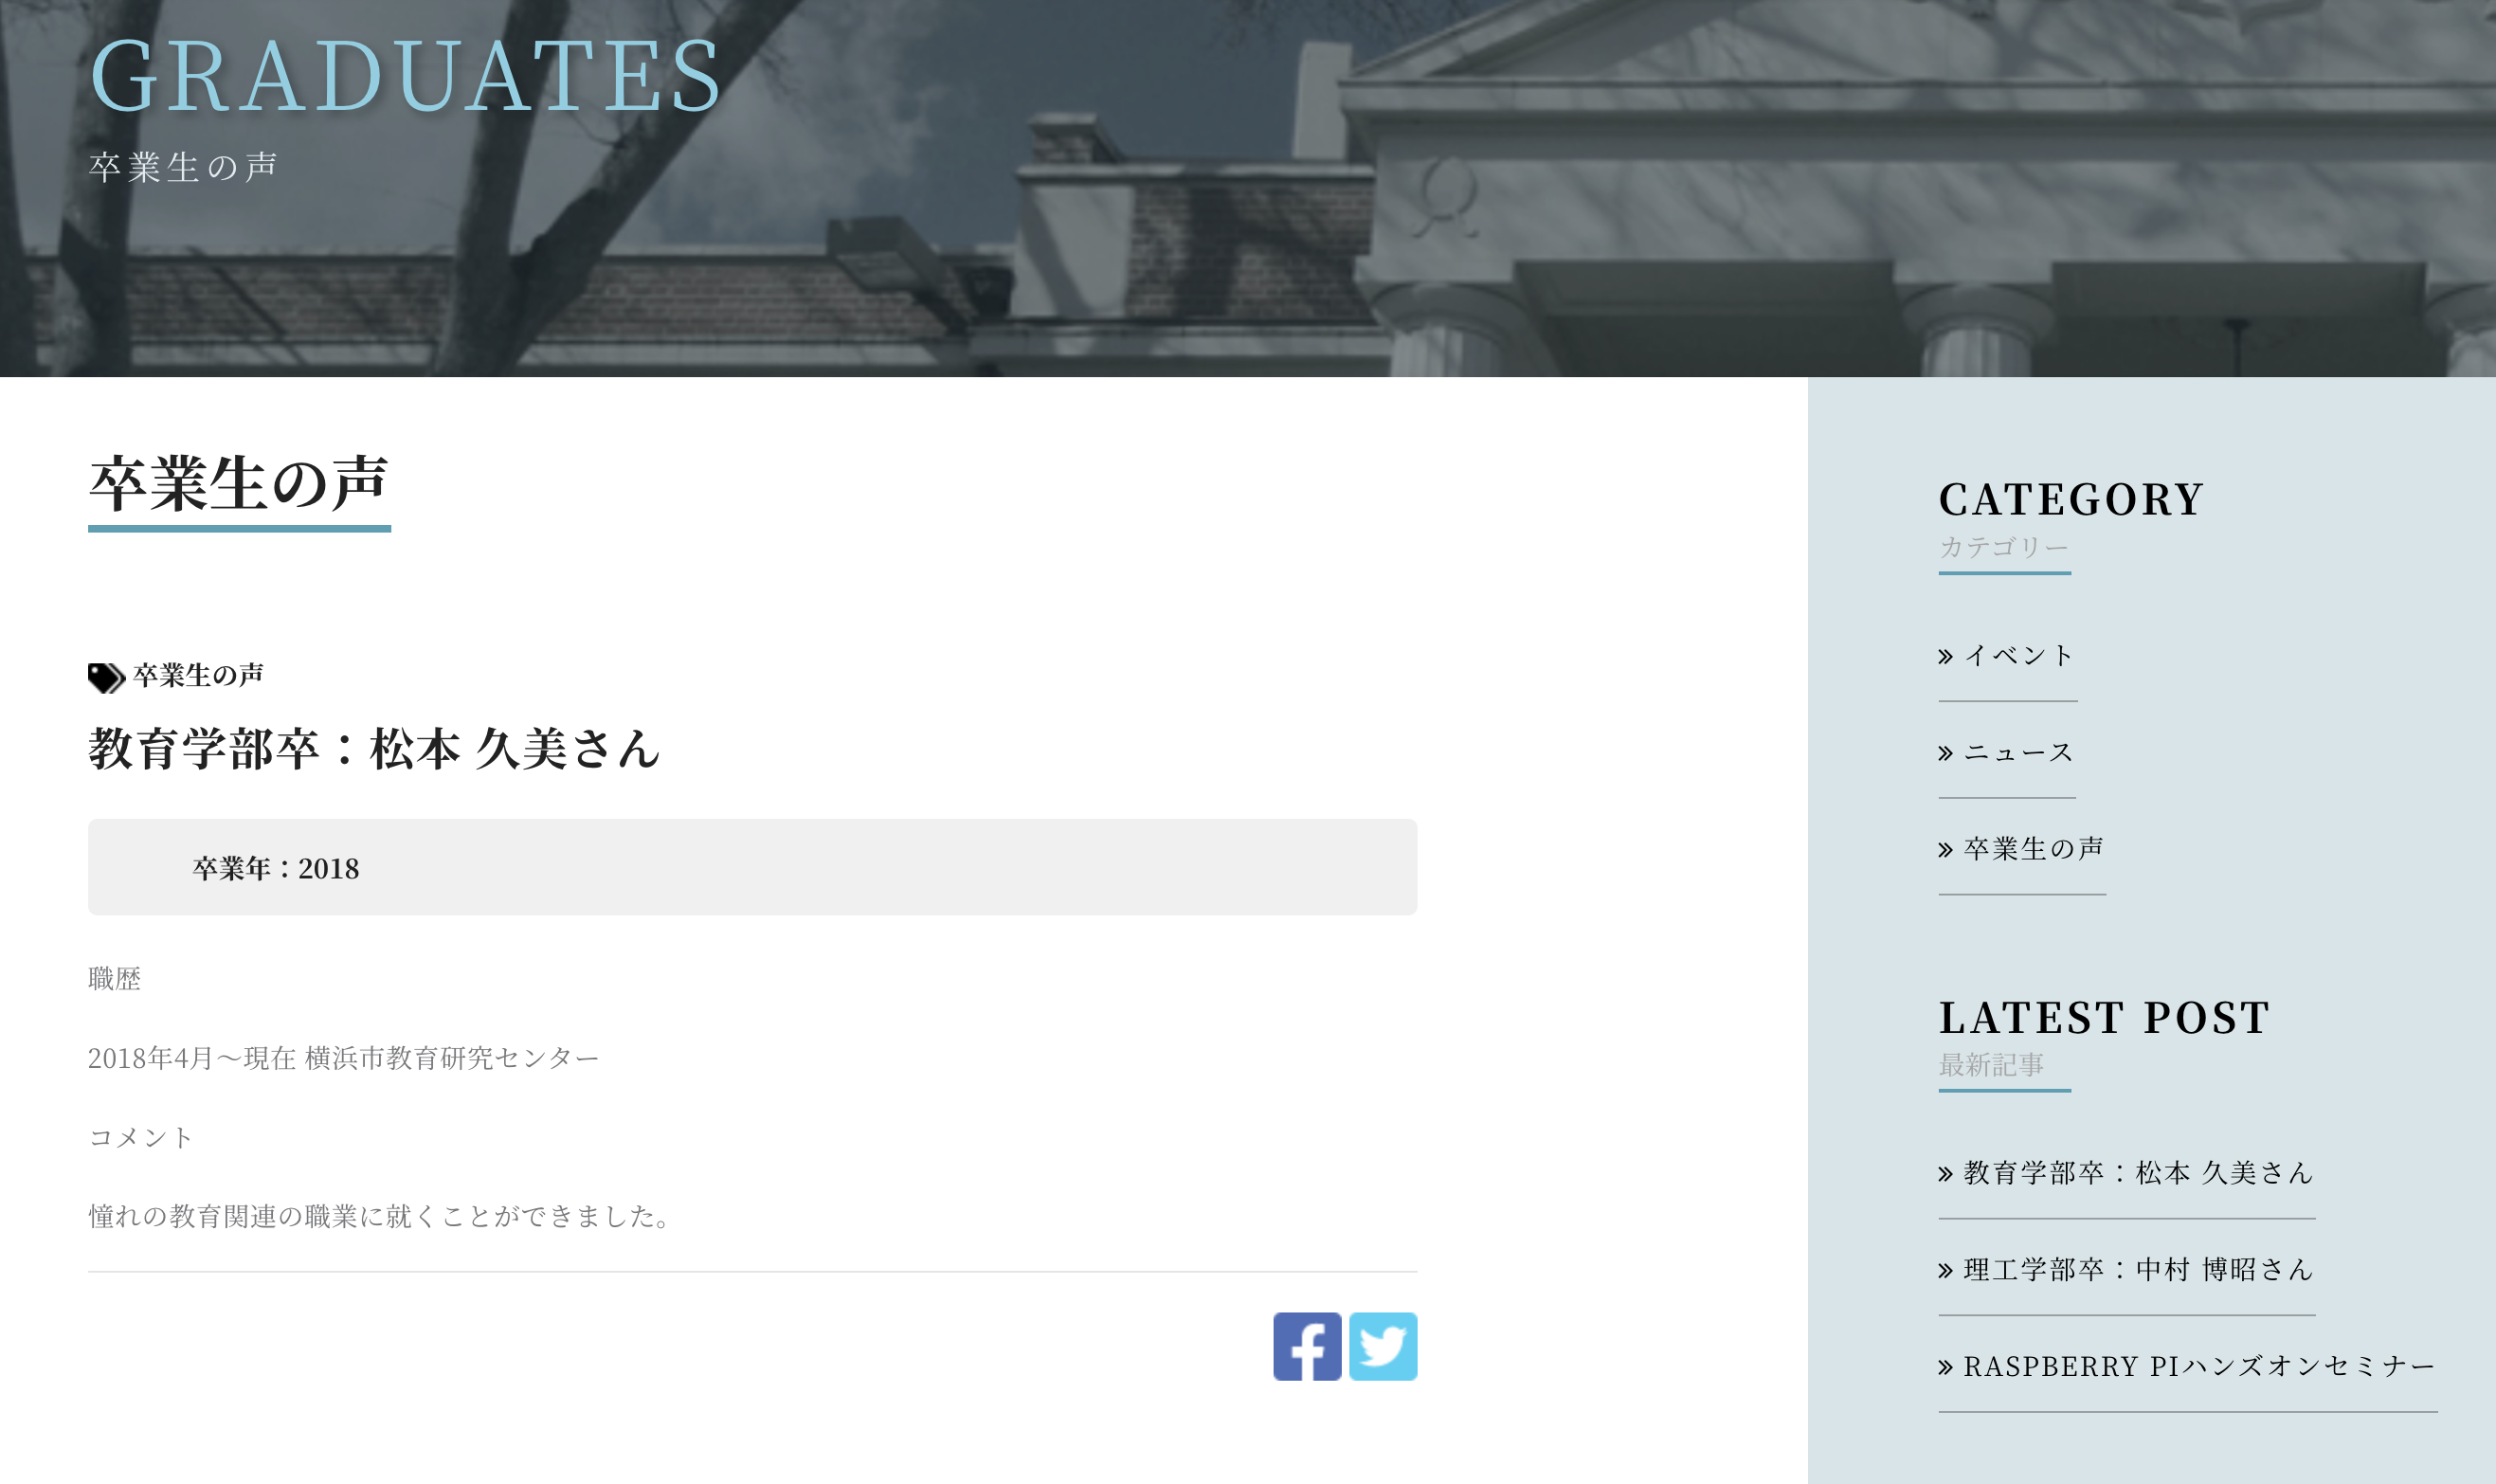 GRADUATES
卒業生の声
卒業生の声
卒業生の声
教育学部卒：松本 久美さん
卒業年：2018
職歴
2018年4月〜現在 横浜市教育研究センター
コメント
憧れの教育関連の職業に就くことができました。
CATEGORY
カテゴリー
» イベント
» ニュース
» 卒業生の声
LATEST POST
最新記事
» 教育学部卒：松本 久美さん
» 理工学部卒：中村 博昭さん
» RASPBERRY PIハンズオンセミナー